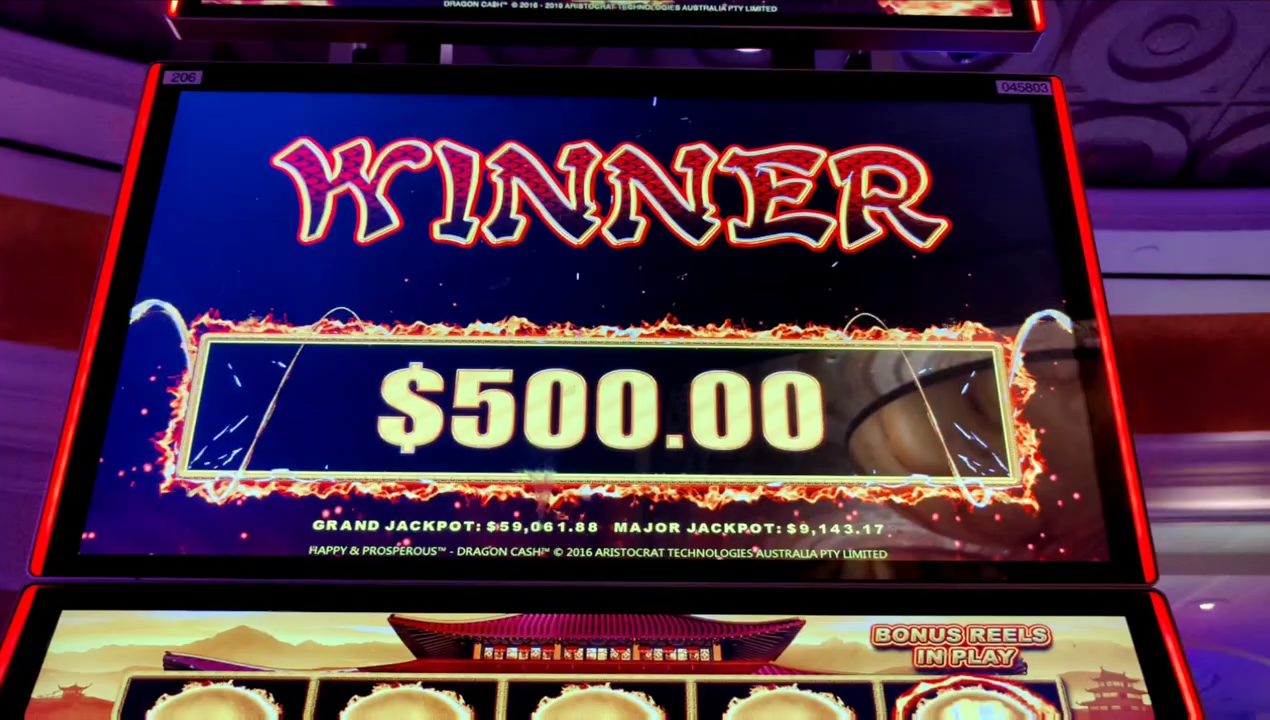 DRAGON CASH™ © 2016 - 2019 ARISTOCRAT TECHNOLOGIES AUSTRALIA PTY LIMITED
206
045803
WINNER
$500.00
GRAND JACKPOT: $59,061.88 MAJOR JACKPOT: $9,143.17
HAPPY & PROSPEROUS™ - DRAGON CASH™ © 2016 ARISTOCRAT TECHNOLOGIES AUSTRALIA PTY LIMITED
BONUS REELS
IN PLAY